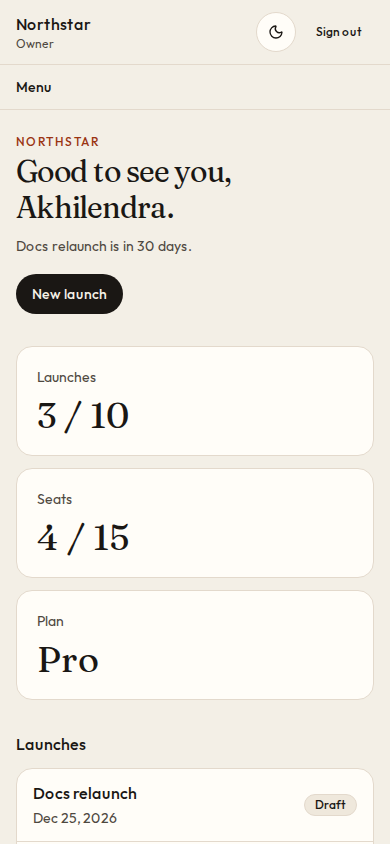 Northstar
Owner
Sign out
Menu
NORTHSTAR
Good to see you,
Akhilendra.
Docs relaunch is in 30 days.
New launch
Launches
3 / 10
Seats
4 / 15
Plan
Pro
Launches
Docs relaunch
Draft
Dec 25, 2026